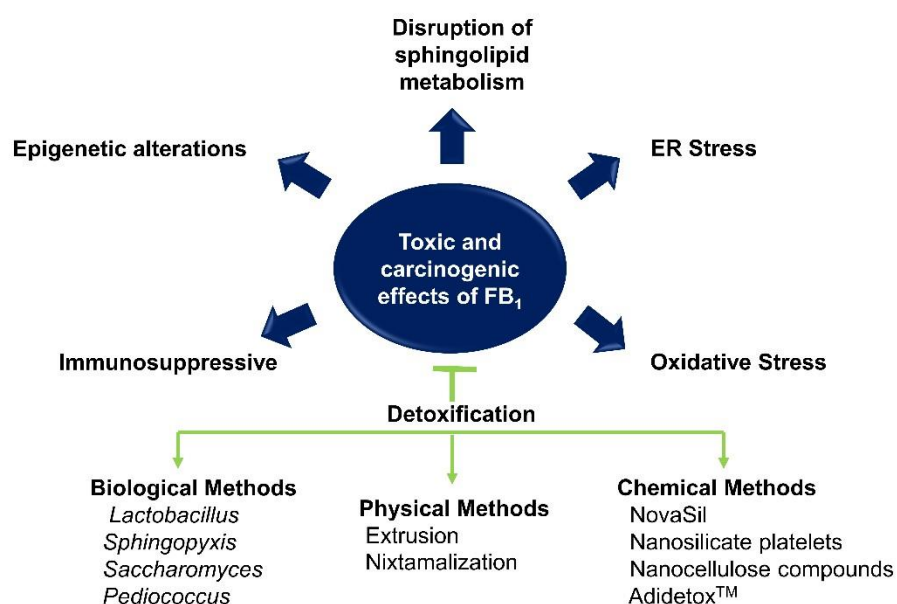 Disruption of
sphingolipid
metabolism
Epigenetic alterations
ER Stress
Toxic and
carcinogenic
effects of FB₁
Immunosuppressive
Oxidative Stress
Detoxification
Biological Methods
Lactobacillus
Sphingopyxis
Saccharomyces
Pediococcus
Physical Methods
Extrusion
Nixtamalization
Chemical Methods
NovaSil
Nanosilicate platelets
Nanocellulose compounds
Adidetox™